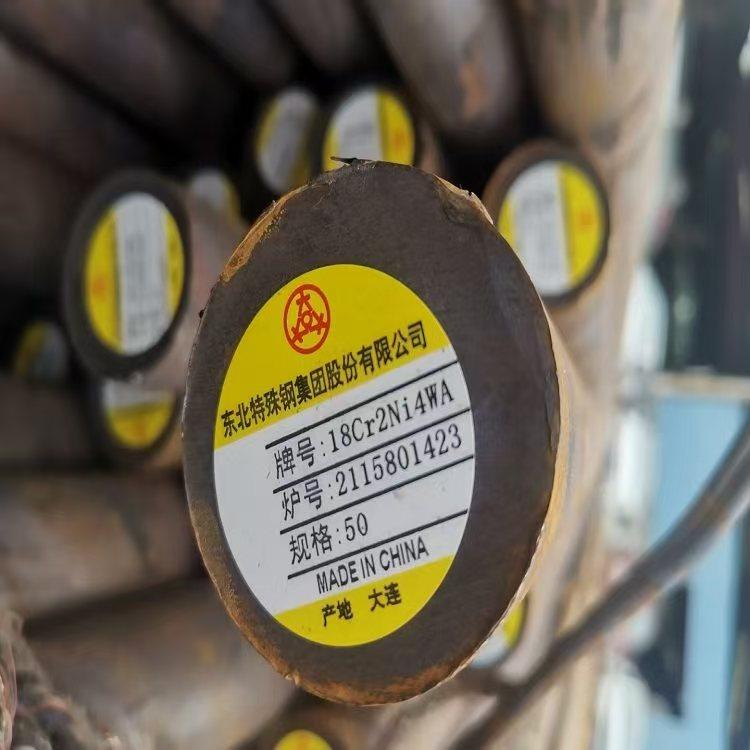 东北特殊钢集团股份有限公司
牌号:18Cr2Ni4WA
炉号:2115801423
规格:50
MADE IN CHINA
产地 大连